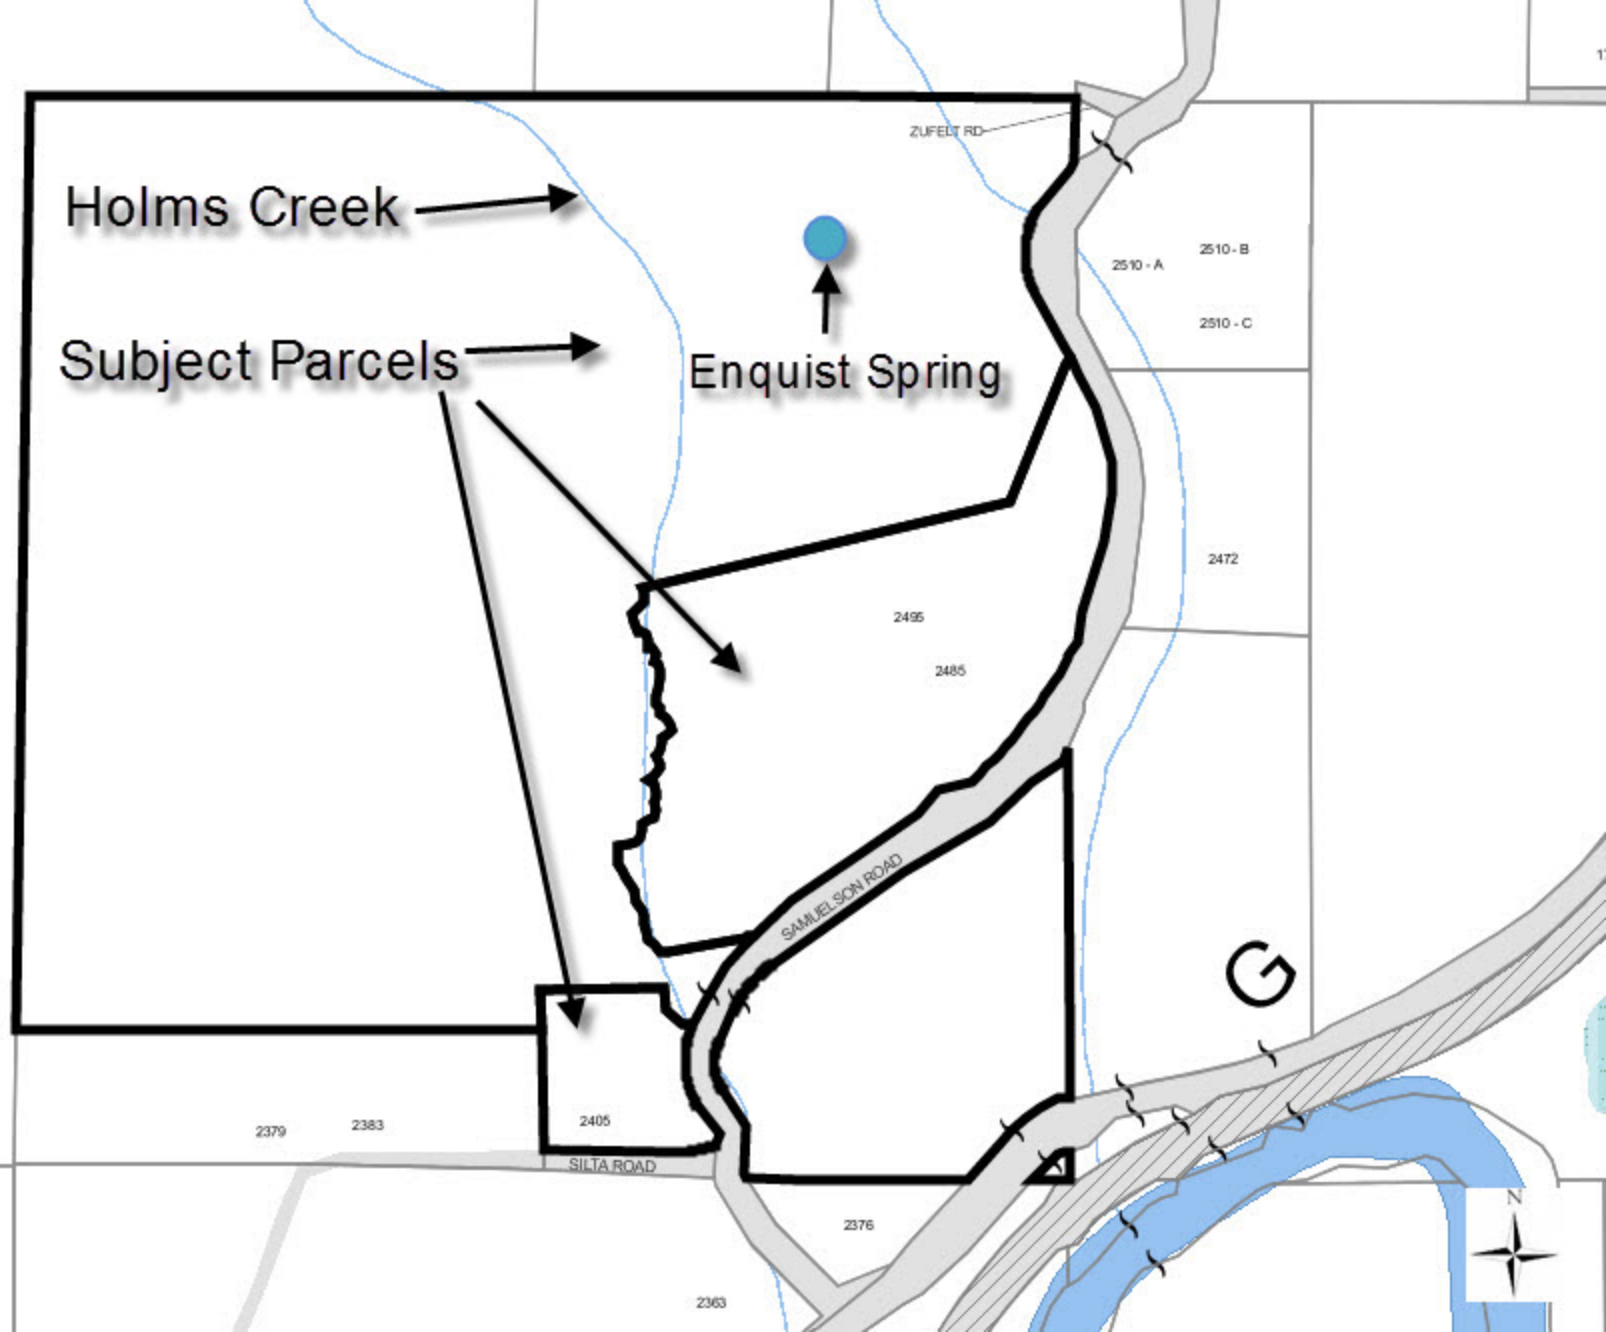 ZUFELT RD
Holms Creek
2510 - A
2510 - B
2510 - C
Subject Parcels
Enquist Spring
2472
2495
2485
SAMUELSON ROAD
G
2379
2383
2405
SILTA ROAD
2376
N
2363